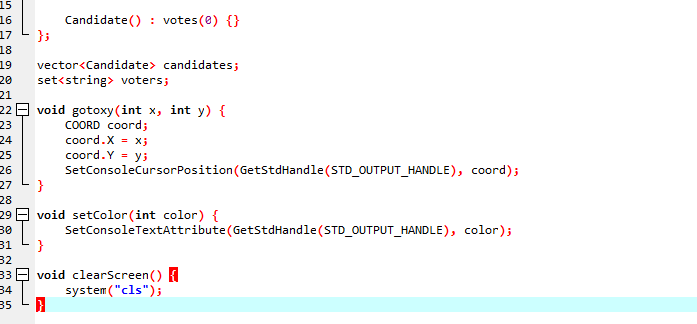 15
16 Candidate() : votes(0) {}
17 };
18
19 vector<Candidate> candidates;
20 set<string> voters;
21
22 void gotoxy(int x, int y) {
23 COORD coord;
24 coord.X = x;
25 coord.Y = y;
26 SetConsoleCursorPosition(GetStdHandle(STD_OUTPUT_HANDLE), coord);
27 }
28
29 void setColor(int color) {
30 SetConsoleTextAttribute(GetStdHandle(STD_OUTPUT_HANDLE), color);
31 }
32
33 void clearScreen() {
34 system("cls");
35 }